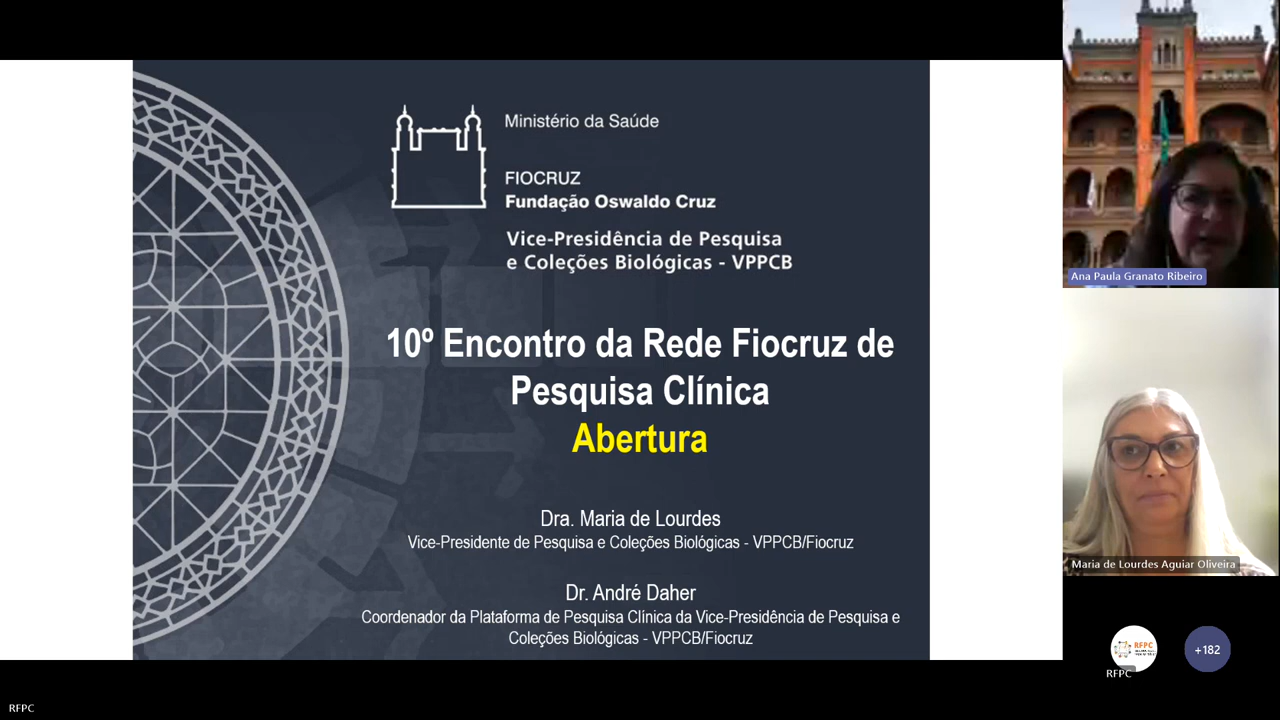 Ministério da Saúde
FIOCRUZ
Fundação Oswaldo Cruz
Vice-Presidência de Pesquisa
e Coleções Biológicas - VPPCB
10º Encontro da Rede Fiocruz de
Pesquisa Clínica
Abertura
Dra. Maria de Lourdes
Vice-Presidente de Pesquisa e Coleções Biológicas - VPPCB/Fiocruz
Dr. André Daher
Coordenador da Plataforma de Pesquisa Clínica da Vice-Presidência de Pesquisa e
Coleções Biológicas - VPPCB/Fiocruz
Ana Paula Granato Ribeiro
Maria de Lourdes Aguiar Oliveira
RFPC
+182
RFPC
RFPC